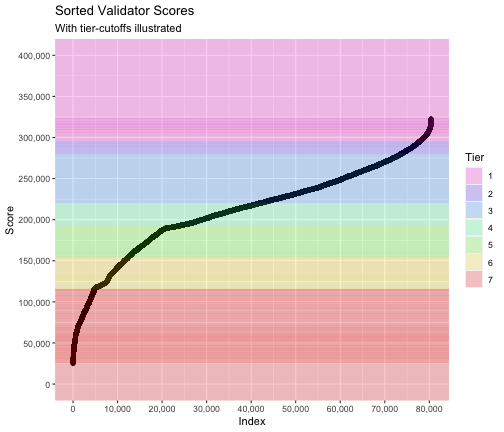 Sorted Validator Scores
With tier-cutoffs illustrated
400,000
350,000
300,000
250,000
200,000
150,000
100,000
50,000
0
Score
0 10,000 20,000 30,000 40,000 50,000 60,000 70,000 80,000
Index
Tier
1
2
3
4
5
6
7